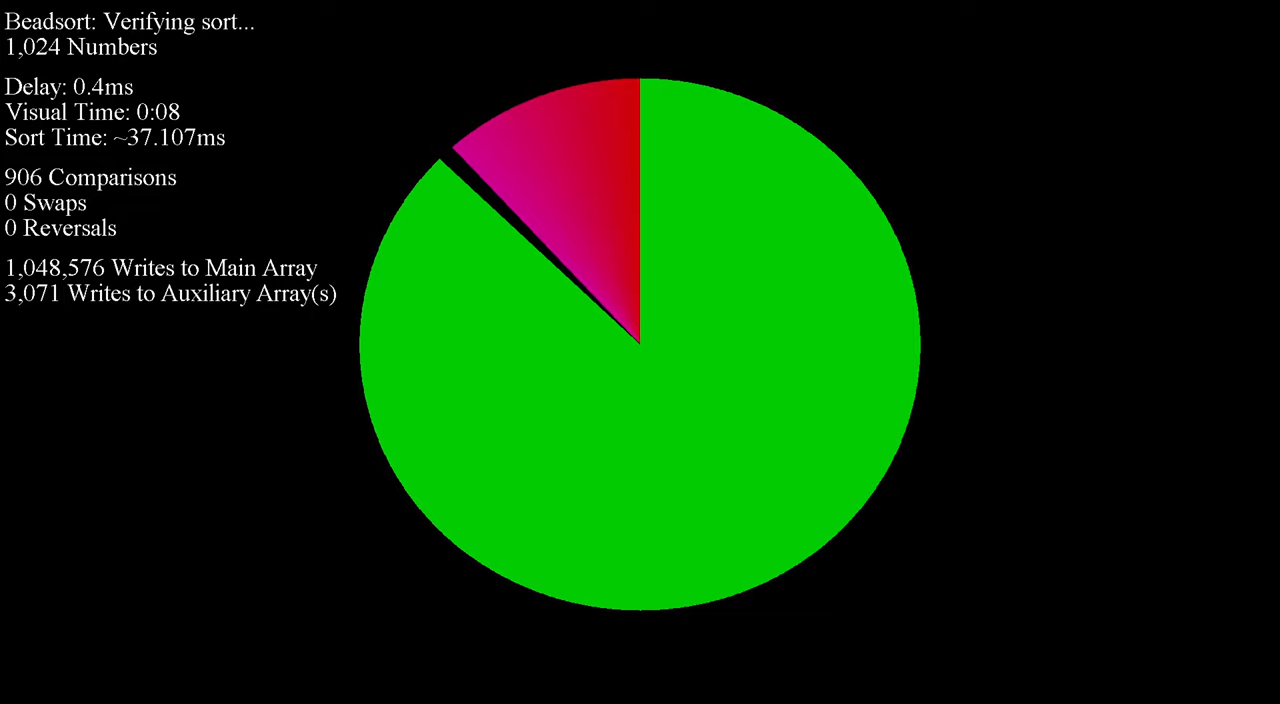 Beadsort: Verifying sort...
1,024 Numbers
Delay: 0.4ms
Visual Time: 0:08
Sort Time: ~37.107ms
906 Comparisons
0 Swaps
0 Reversals
1,048,576 Writes to Main Array
3,071 Writes to Auxiliary Array(s)